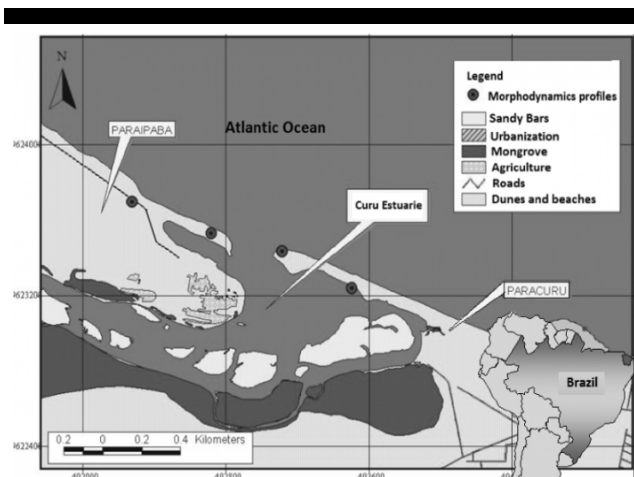 N
PARAIPABA
Atlantic Ocean
Legend
Morphodynamics profiles
Sandy Bars
Urbanization
Mongrove
Agriculture
Roads
Dunes and beaches
Curu Estuarie
PARACURU
Brazil
0.2 0 0.2 0.4 Kilometers